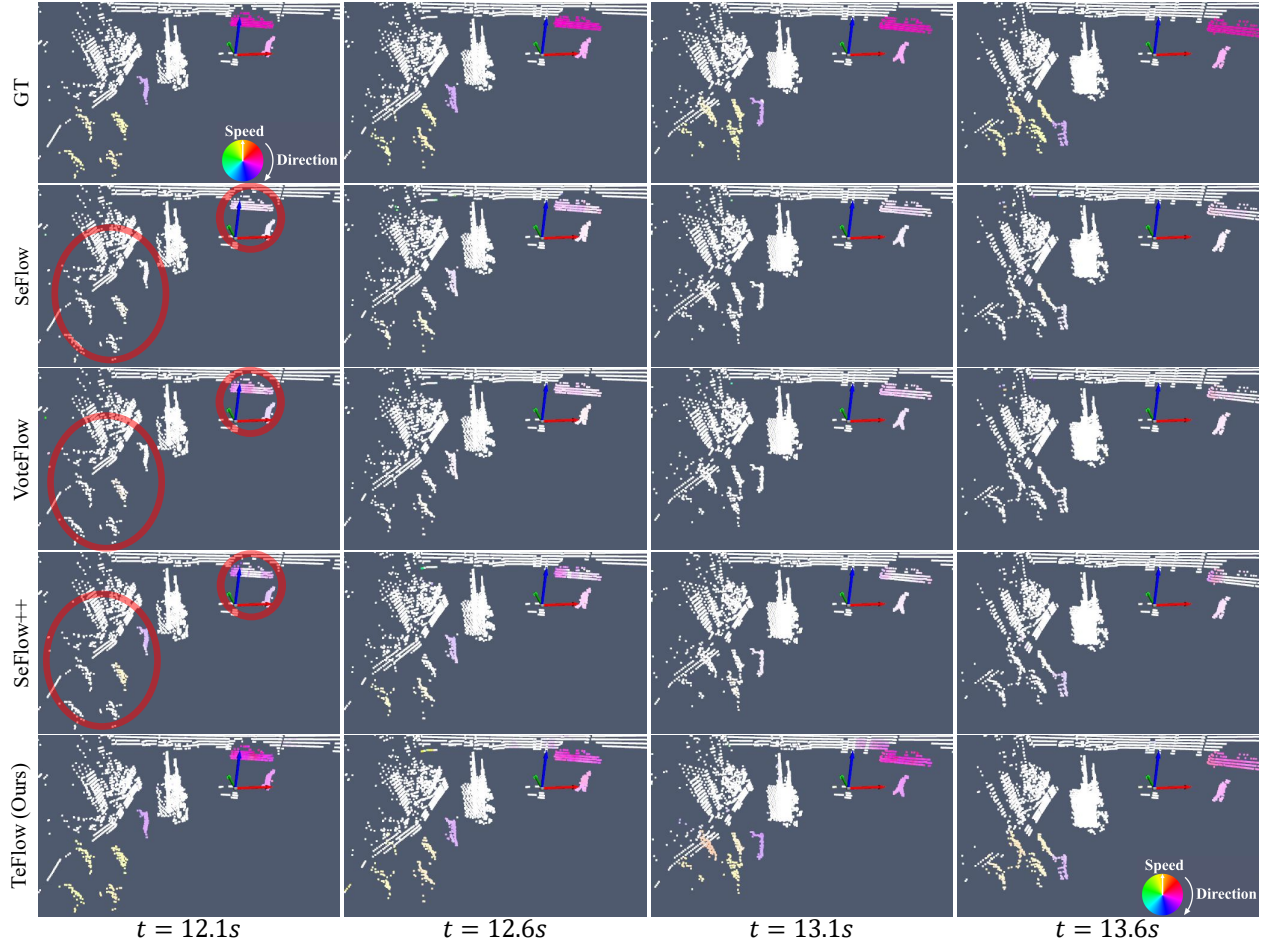 GT
Speed
Direction
SeFlow
VoteFlow
SeFlow++
TeFlow (Ours)
Speed
Direction
t = 12.1s
t = 12.6s
t = 13.1s
t = 13.6s